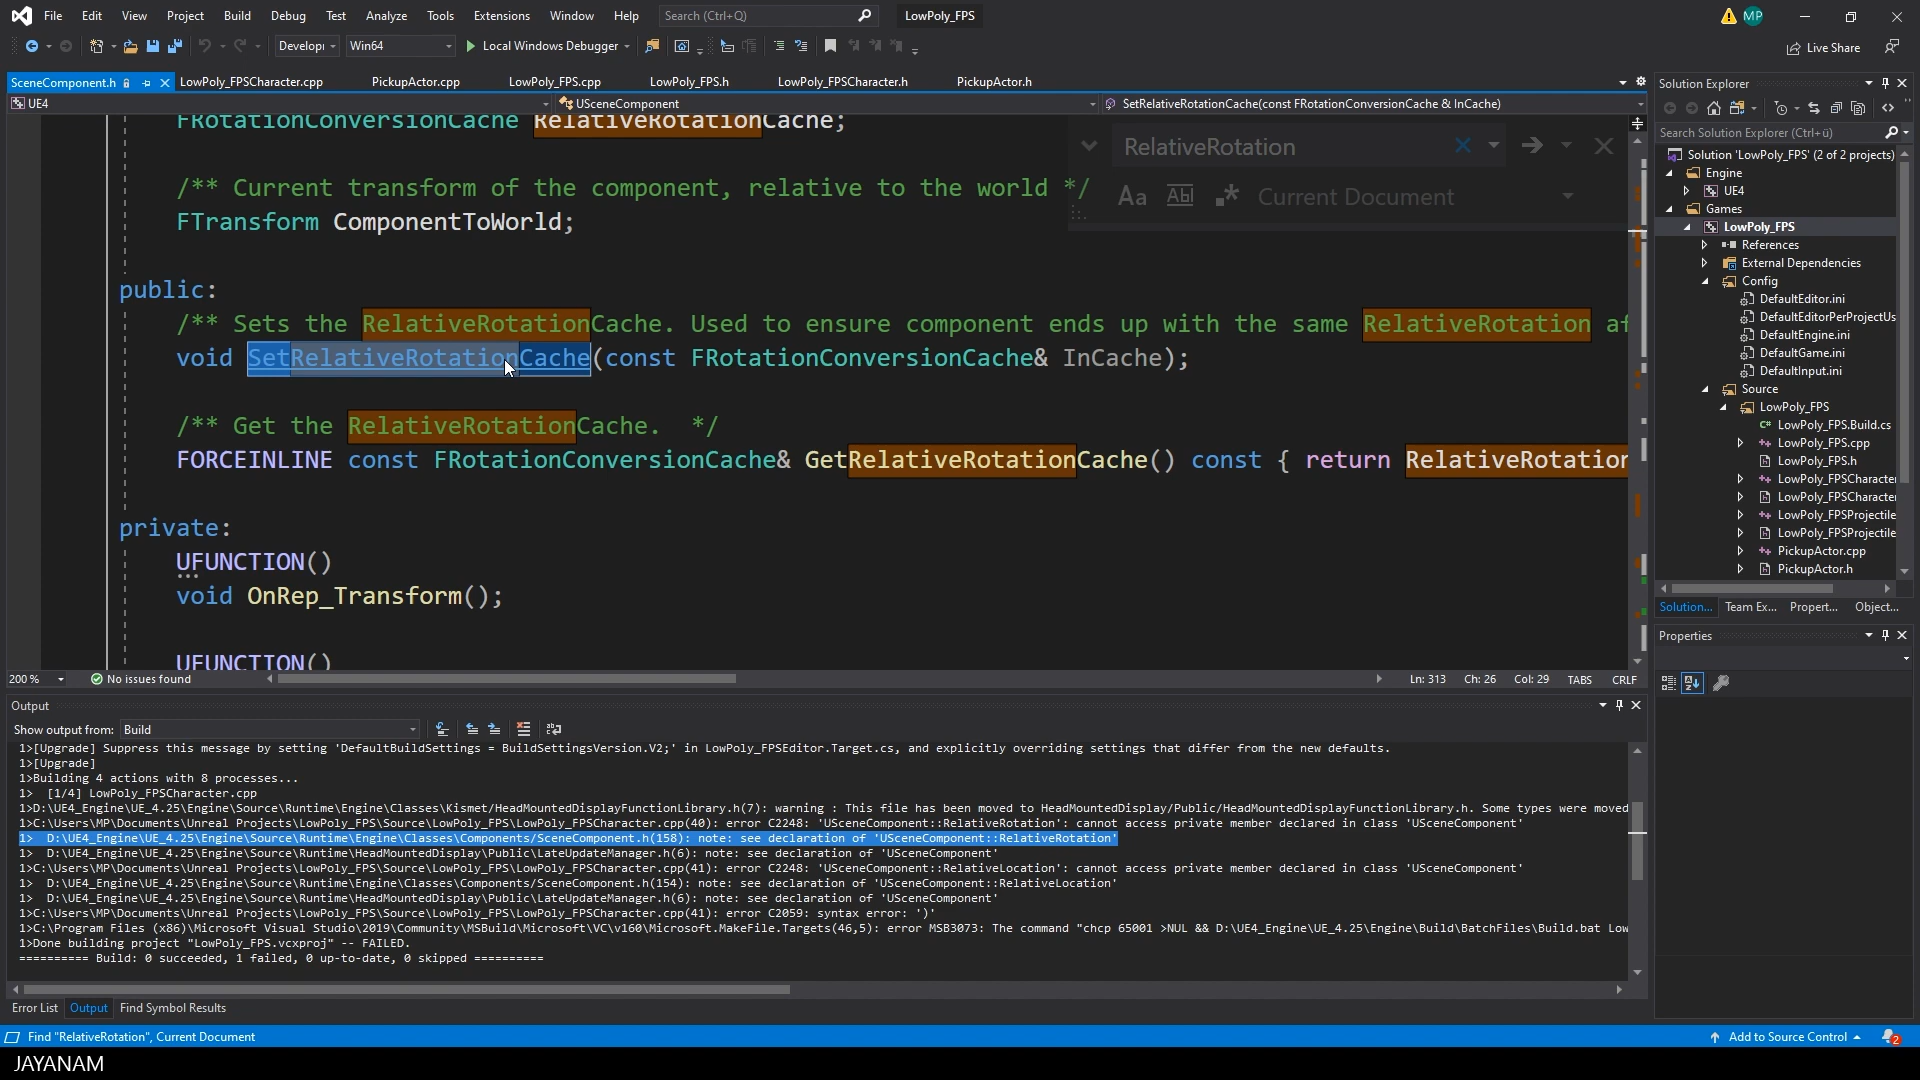 File Edit View Project Build Debug Test Analyze Tools Extensions Window Help Search (Ctrl+Q) LowPoly_FPS MP
Develop Win64 Local Windows Debugger Live Share
SceneComponent.h LowPoly_FPSCharacter.cpp PickupActor.cpp LowPoly_FPS.cpp LowPoly_FPS.h LowPoly_FPSCharacter.h PickupActor.h
UE4 USceneComponent SetRelativeRotationCache(const FRotationConversionCache & InCache)
FRotationConversionCache RelativeRotationCache;
RelativeRotation
/** Current transform of the component, relative to the world */
Aa Abl .* Current Document
FTransform ComponentToWorld;
public:
/** Sets the RelativeRotationCache. Used to ensure component ends up with the same RelativeRotation af
void SetRelativeRotationCache(const FRotationConversionCache& InCache);
/** Get the RelativeRotationCache.  */
FORCEINLINE const FRotationConversionCache& GetRelativeRotationCache() const { return RelativeRotation
private:
UFUNCTION()
void OnRep_Transform();
UFUNCTION()
200 % No issues found Ln: 313 Ch: 26 Col: 29 TABS CRLF
Solution Explorer
Search Solution Explorer (Ctrl+ü)
Solution 'LowPoly_FPS' (2 of 2 projects)
Engine
UE4
Games
LowPoly_FPS
References
External Dependencies
Config
DefaultEditor.ini
DefaultEditorPerProjectUs
DefaultEngine.ini
DefaultGame.ini
DefaultInput.ini
Source
LowPoly_FPS
LowPoly_FPS.Build.cs
LowPoly_FPS.cpp
LowPoly_FPS.h
LowPoly_FPSCharacter
LowPoly_FPSCharacter
LowPoly_FPSProjectile
LowPoly_FPSProjectile
PickupActor.cpp
PickupActor.h
Solution... Team Ex... Propert... Object...
Properties
Output
Show output from: Build
1>[Upgrade] Suppress this message by setting 'DefaultBuildSettings = BuildSettingsVersion.V2;' in LowPoly_FPSEditor.Target.cs, and explicitly overriding settings that differ from the new defaults.
1>[Upgrade]
1>Building 4 actions with 8 processes...
1>  [1/4] LowPoly_FPSCharacter.cpp
1>D:\UE4_Engine\UE_4.25\Engine\Source\Runtime\Engine\Classes\Kismet/HeadMountedDisplayFunctionLibrary.h(7): warning : This file has been moved to HeadMountedDisplay/Public/HeadMountedDisplayFunctionLibrary.h. Some types were moved
1>C:\Users\MP\Documents\Unreal Projects\LowPoly_FPS\Source\LowPoly_FPS\LowPoly_FPSCharacter.cpp(40): error C2248: 'USceneComponent::RelativeRotation': cannot access private member declared in class 'USceneComponent'
1>  D:\UE4_Engine\UE_4.25\Engine\Source\Runtime\Engine\Classes\Components/SceneComponent.h(158): note: see declaration of 'USceneComponent::RelativeRotation'
1>  D:\UE4_Engine\UE_4.25\Engine\Source\Runtime\HeadMountedDisplay\Public\LateUpdateManager.h(6): note: see declaration of 'USceneComponent'
1>C:\Users\MP\Documents\Unreal Projects\LowPoly_FPS\Source\LowPoly_FPS\LowPoly_FPSCharacter.cpp(41): error C2248: 'USceneComponent::RelativeLocation': cannot access private member declared in class 'USceneComponent'
1>  D:\UE4_Engine\UE_4.25\Engine\Source\Runtime\Engine\Classes\Components/SceneComponent.h(154): note: see declaration of 'USceneComponent::RelativeLocation'
1>  D:\UE4_Engine\UE_4.25\Engine\Source\Runtime\HeadMountedDisplay\Public\LateUpdateManager.h(6): note: see declaration of 'USceneComponent'
1>C:\Users\MP\Documents\Unreal Projects\LowPoly_FPS\Source\LowPoly_FPS\LowPoly_FPSCharacter.cpp(41): error C2059: syntax error: ')'
1>C:\Program Files (x86)\Microsoft Visual Studio\2019\Community\MSBuild\Microsoft\VC\v160\Microsoft.MakeFile.Targets(46,5): error MSB3073: The command "chcp 65001 >NUL && D:\UE4_Engine\UE_4.25\Engine\Build\BatchFiles\Build.bat Low
1>Done building project "LowPoly_FPS.vcxproj" -- FAILED.
========== Build: 0 succeeded, 1 failed, 0 up-to-date, 0 skipped ==========
Error List Output Find Symbol Results
Find "RelativeRotation", Current Document Add to Source Control 2
JAYANAM